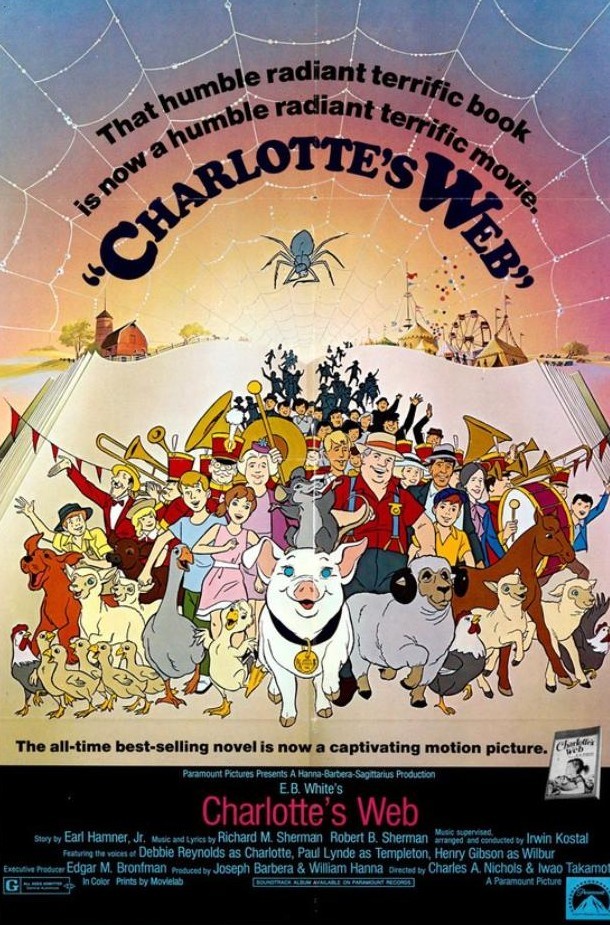 That humble radiant terrific book
is now a humble radiant terrific movie.
"CHARLOTTE'S WEB"
The all-time best-selling novel is now a captivating motion picture.
Charlotte's
Web
Paramount Pictures Presents A Hanna-Barbera-Sagittarius Production
E.B. White's
Charlotte's Web
Story by Earl Hamner, Jr. Music and Lyrics by Richard M. Sherman Robert B. Sherman Music supervised, arranged and conducted by Irwin Kostal
Featuring the voices of Debbie Reynolds as Charlotte, Paul Lynde as Templeton, Henry Gibson as Wilbur
Executive Producer Edgar M. Bronfman Produced by Joseph Barbera & William Hanna Directed by Charles A. Nichols & Iwao Takamot
G ALL AGES ADMITTED In Color Prints by Movielab SOUNDTRACK ALBUM AVAILABLE ON PARAMOUNT RECORDS A Paramount Picture
Paramount